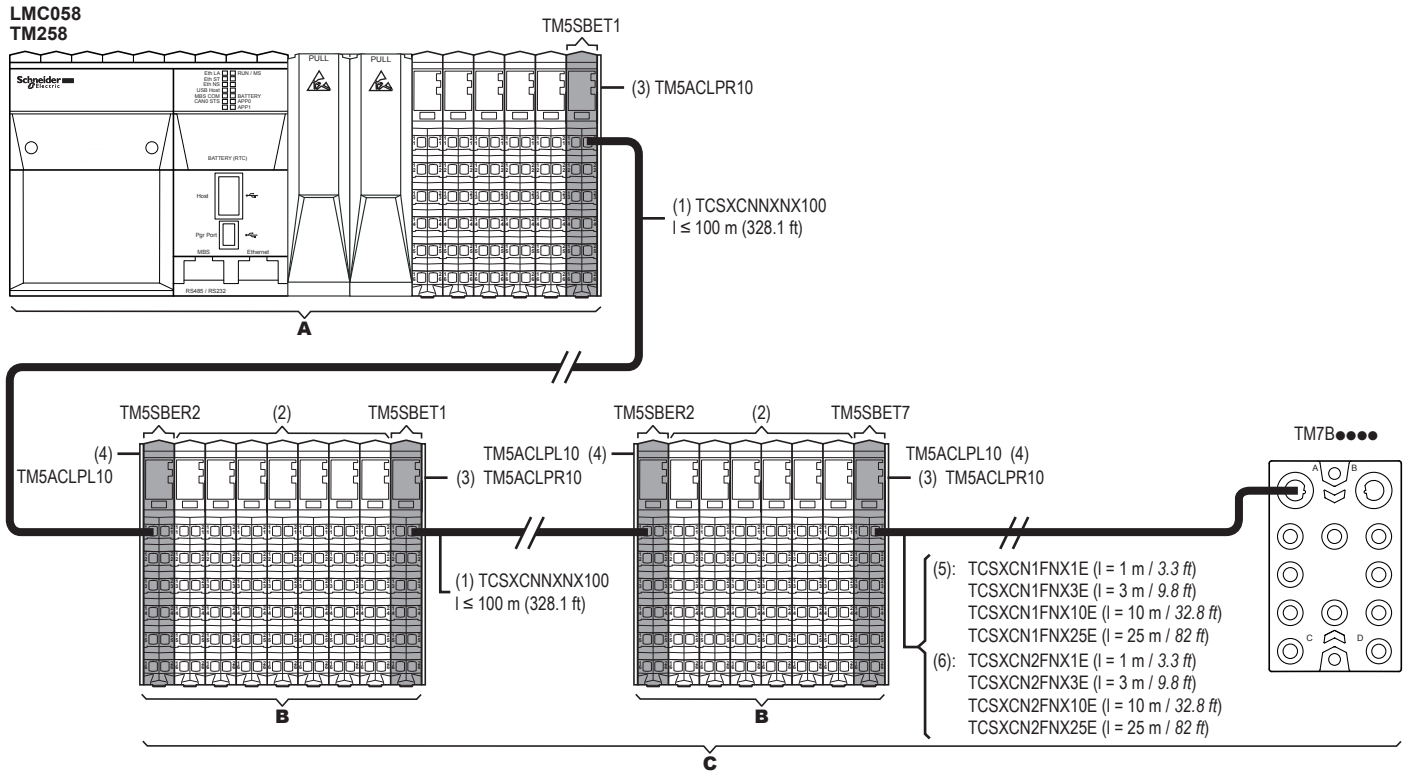 LMC058
TM258
TM5SBET1
Schneider
Electric
Eth LA RUN / MS
Eth ST
Eth NS
USB Host
MBS COM BATTERY
CAN0 STS APP0
APP1
PULL
PULL
(3) TM5ACLPR10
BATTERY (RTC)
Host
Pgr Port
MBS Ethernet
RS485 / RS232
(1) TCSXCNNXNX100
l ≤ 100 m (328.1 ft)
A
TM5SBER2 (2) TM5SBET1
(4)
TM5ACLPL10
(3) TM5ACLPR10
TM5SBER2 (2) TM5SBET7
TM5ACLPL10 (4)
TM5ACLPL10 (4)
(3) TM5ACLPR10
TM7B●●●●
A B
C D
(1) TCSXCNNXNX100
l ≤ 100 m (328.1 ft)
(5): TCSXCN1FNX1E (l = 1 m / 3.3 ft)
TCSXCN1FNX3E (l = 3 m / 9.8 ft)
TCSXCN1FNX10E (l = 10 m / 32.8 ft)
TCSXCN1FNX25E (l = 25 m / 82 ft)
(6): TCSXCN2FNX1E (l = 1 m / 3.3 ft)
TCSXCN2FNX3E (l = 3 m / 9.8 ft)
TCSXCN2FNX10E (l = 10 m / 32.8 ft)
TCSXCN2FNX25E (l = 25 m / 82 ft)
B
B
C